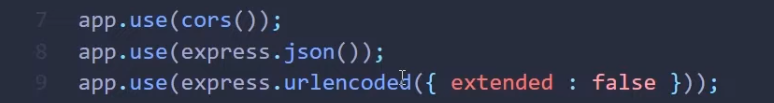 7 app.use(cors());
8 app.use(express.json());
9 app.use(express.urlencoded({ extended : false }));